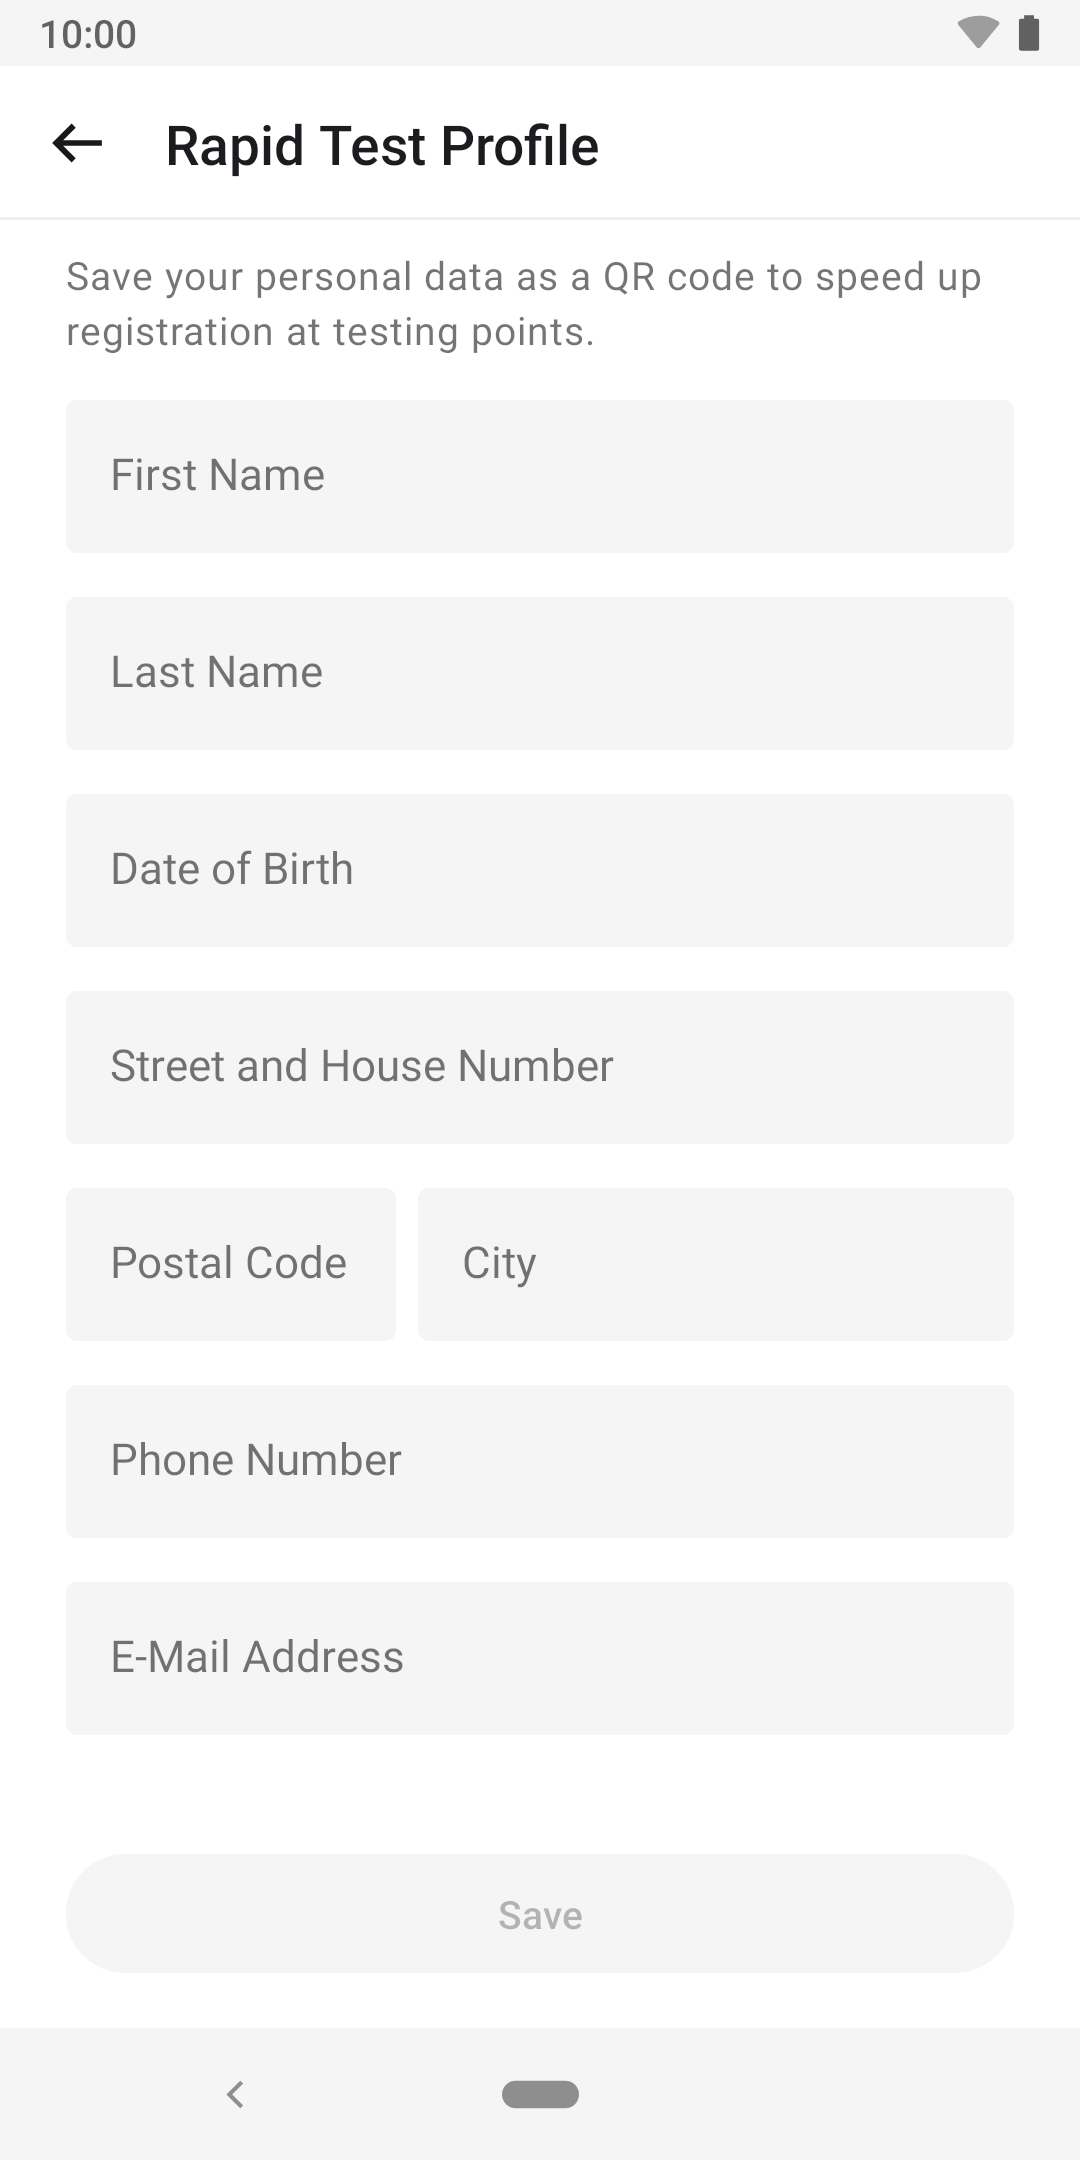 10:00
Rapid Test Profile
Save your personal data as a QR code to speed up
registration at testing points.
First Name
Last Name
Date of Birth
Street and House Number
Postal Code
City
Phone Number
E-Mail Address
Save